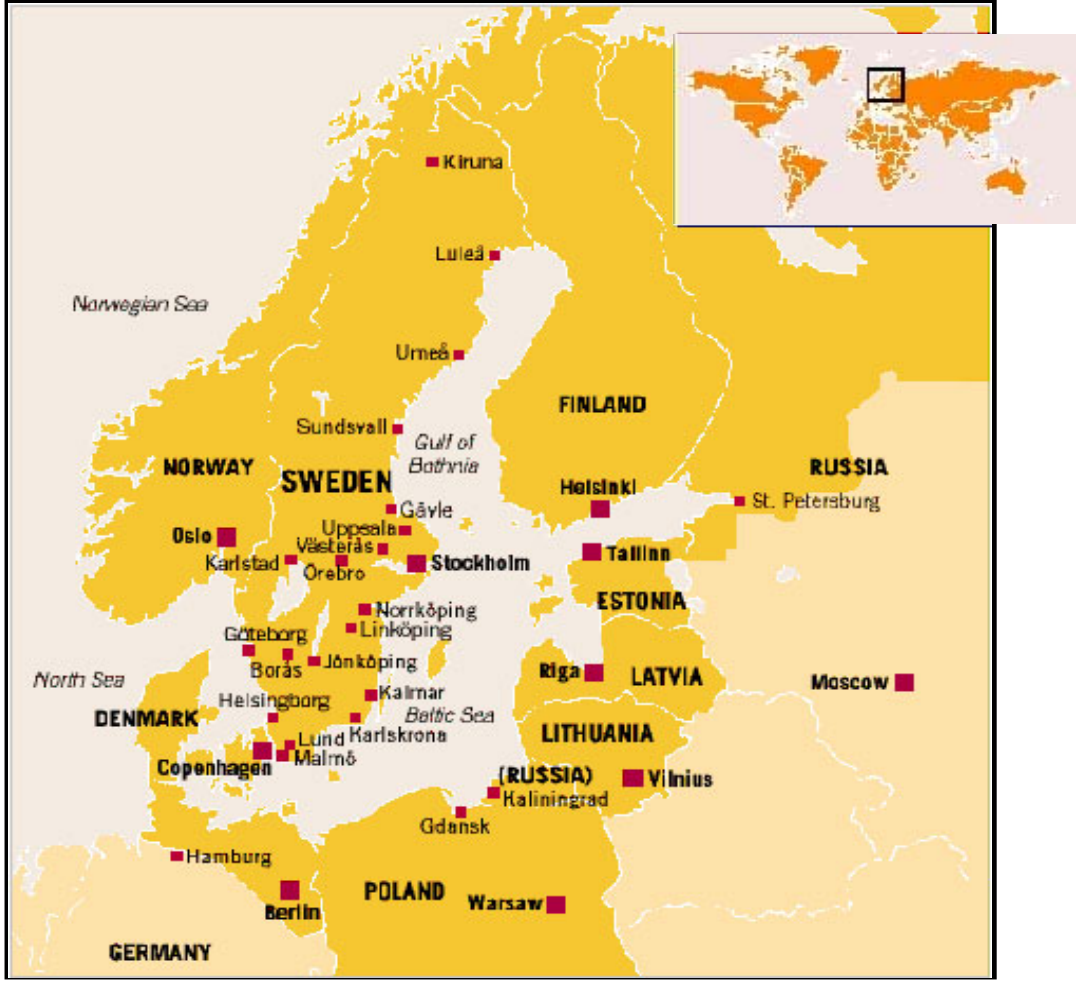 Kiruna
Luleå
Norwegian Sea
Umeå
FINLAND
Sundsvall
Gulf of
Bothnia
NORWAY
SWEDEN
RUSSIA
Helsinki
St. Petersburg
Gävle
Uppsala
Oslo
Västerås
Tallinn
Karlstad
Örebro
Stockholm
ESTONIA
Norrköping
Linköping
Göteborg
Borås
Jönköping
Riga
LATVIA
North Sea
Moscow
Kalmar
Helsingborg
Baltic Sea
DENMARK
Karlskrona
LITHUANIA
Lund
Malmö
Copenhagen
(RUSSIA)
Vilnius
Kaliningrad
Gdansk
Hamburg
POLAND
Warsaw
Berlin
GERMANY